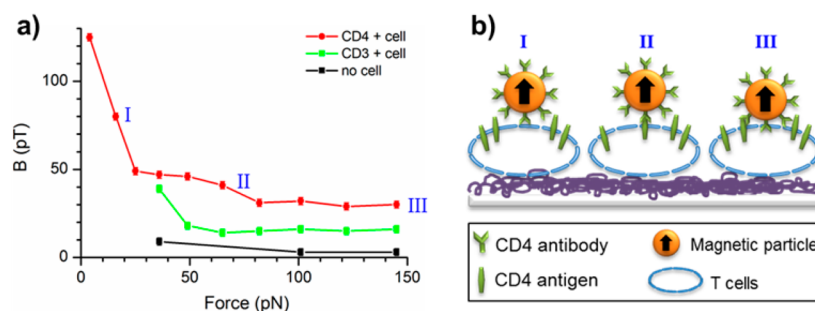 a)
CD4 + cell
CD3 + cell
no cell
I
II
III
100
50
0
B (pT)
0 50 100 150
Force (pN)
b)
I II III
CD4 antibody
Magnetic particle
CD4 antigen
T cells